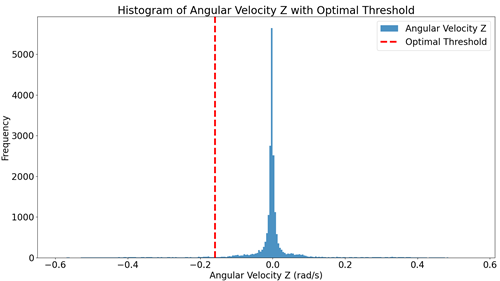 Histogram of Angular Velocity Z with Optimal Threshold
Angular Velocity Z
Optimal Threshold
Frequency
5000
4000
3000
2000
1000
0
−0.6
−0.4
−0.2
0.0
0.2
0.4
0.6
Angular Velocity Z (rad/s)